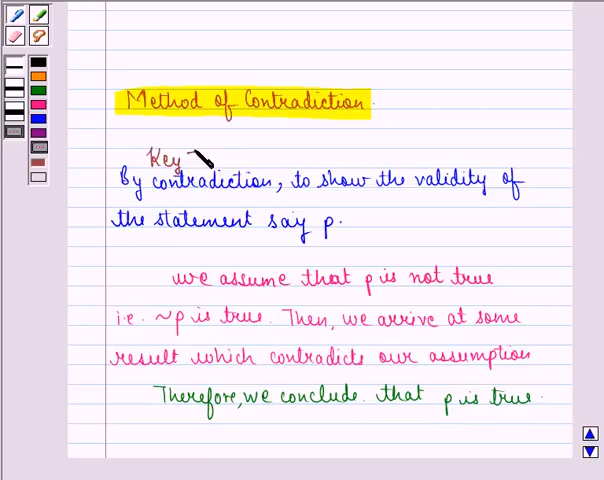 Method of Contradiction.
Key
By contradiction, to show the validity of
the statement say p.
we assume that p is not true
i.e. ~p is true. Then, we arrive at some
result which contradicts our assumption
Therefore, we conclude. that p is true.